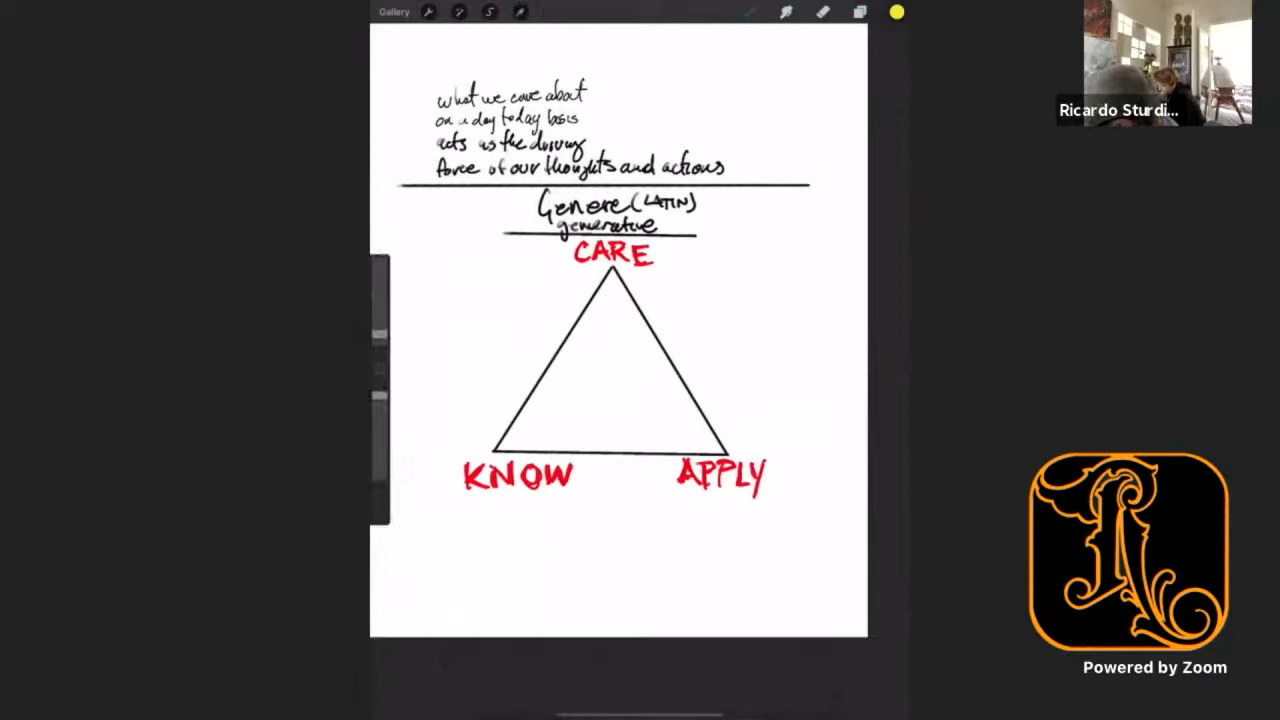 Gallery
what we care about
on a day to day basis
acts as the driving
force of our thoughts and actions
Genere (LATIN)
generative
CARE
KNOW
APPLY
Ricardo Sturdi...
Powered by Zoom